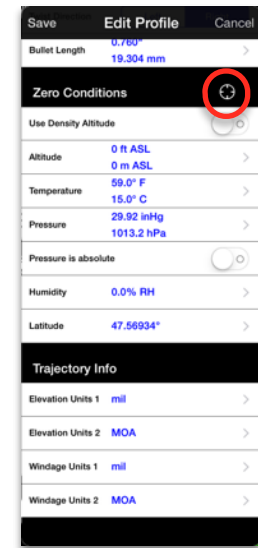 Save Edit Profile Cancel
0.760"
Bullet Length
19.304 mm
Zero Conditions
Use Density Altitude
0 ft ASL
Altitude
0 m ASL
59.0° F
Temperature
15.0° C
29.92 inHg
Pressure
1013.2 hPa
Pressure is absolute
Humidity 0.0% RH
Latitude 47.56934°
Trajectory Info
Elevation Units 1 mil
Elevation Units 2 MOA
Windage Units 1 mil
Windage Units 2 MOA